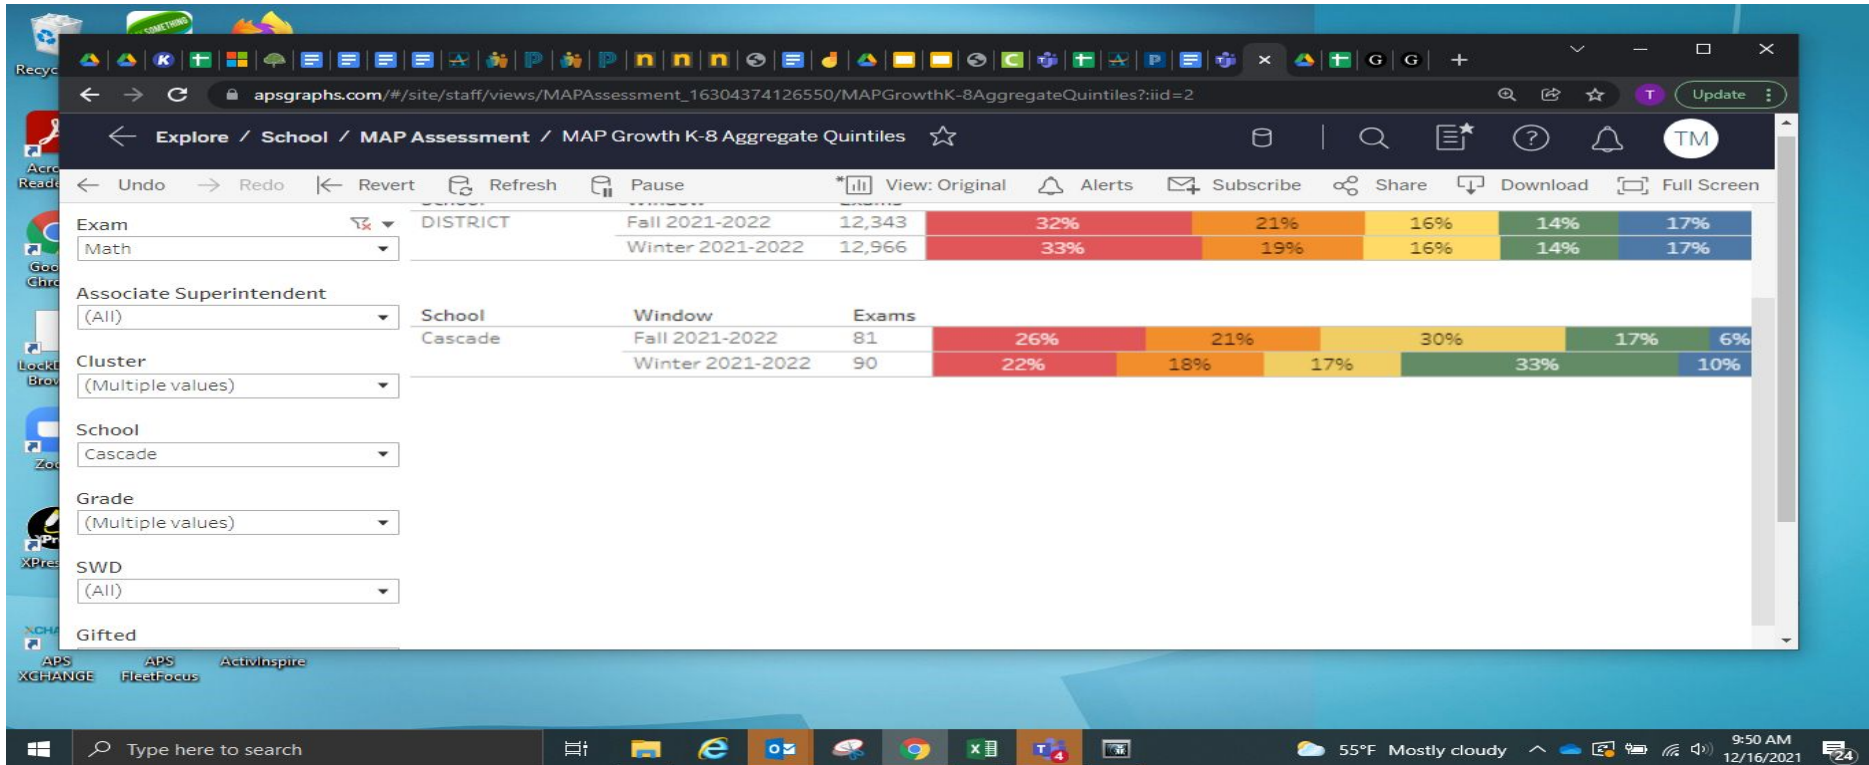 SOMETHING
Recyc
apsgraphs.com/#/site/staff/views/MAPAssessment_16304374126550/MAPGrowthK-8AggregateQuintiles?:iid=2
T
Update
Explore / School / MAP Assessment / MAP Growth K-8 Aggregate Quintiles
TM
Acro
Reade
Undo Redo Revert Refresh Pause View: Original Alerts Subscribe Share Download Full Screen
School Window Exams
Exam
DISTRICT Fall 2021-2022 12,343 32% 21% 16% 14% 17%
Math
Winter 2021-2022 12,966 33% 19% 16% 14% 17%
Goo
Chro
Associate Superintendent
(All)
School Window Exams
Cascade Fall 2021-2022 81 26% 21% 30% 17% 6%
Winter 2021-2022 90 22% 18% 17% 33% 10%
LockD
Brow
Cluster
(Multiple values)
School
Cascade
Zoo
Grade
(Multiple values)
XPres
SWD
(All)
Gifted
APS
XCHANGE
APS
FleetFocus
ActivInspire
Type here to search
55°F Mostly cloudy
9:50 AM
12/16/2021
24